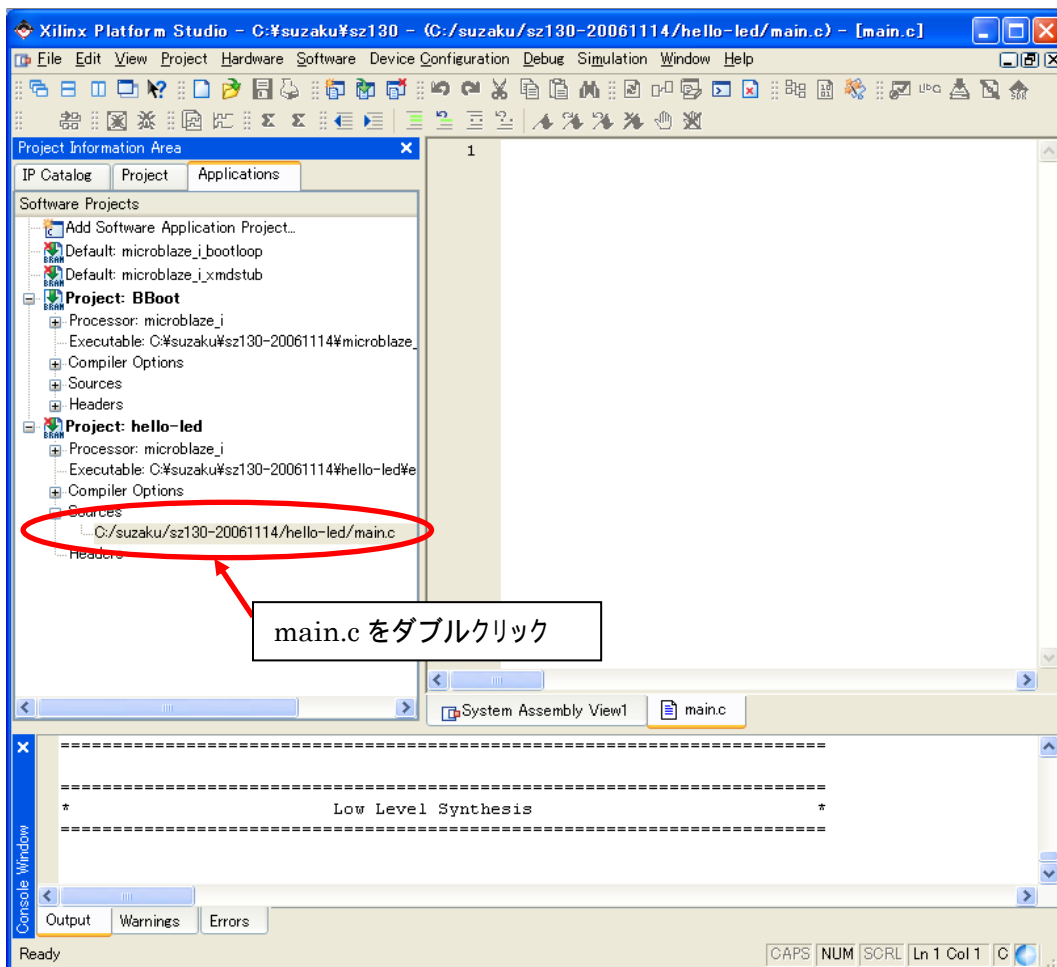 Xilinx Platform Studio - C:¥suzaku¥sz130 - (C:/suzaku/sz130-20061114/hello-led/main.c) - [main.c]
File Edit View Project Hardware Software Device Configuration Debug Simulation Window Help
Project Information Area
1
IP Catalog Project Applications
Software Projects
Add Software Application Project...
Default: microblaze_i_bootloop
Default: microblaze_i_xmdstub
Project: BBoot
Processor: microblaze_i
Executable: C:¥suzaku¥sz130-20061114¥microblaze_
Compiler Options
Sources
Headers
Project: hello-led
Processor: microblaze_i
Executable: C:¥suzaku¥sz130-20061114¥hello-led¥e
Compiler Options
Sources
C:/suzaku/sz130-20061114/hello-led/main.c
Headers
main.c をダブルクリック
System Assembly View1 main.c
==========================================================================
==========================================================================
* Low Level Synthesis *
==========================================================================
Console Window
Output Warnings Errors
Ready CAPS NUM SCRL Ln 1 Col 1 C